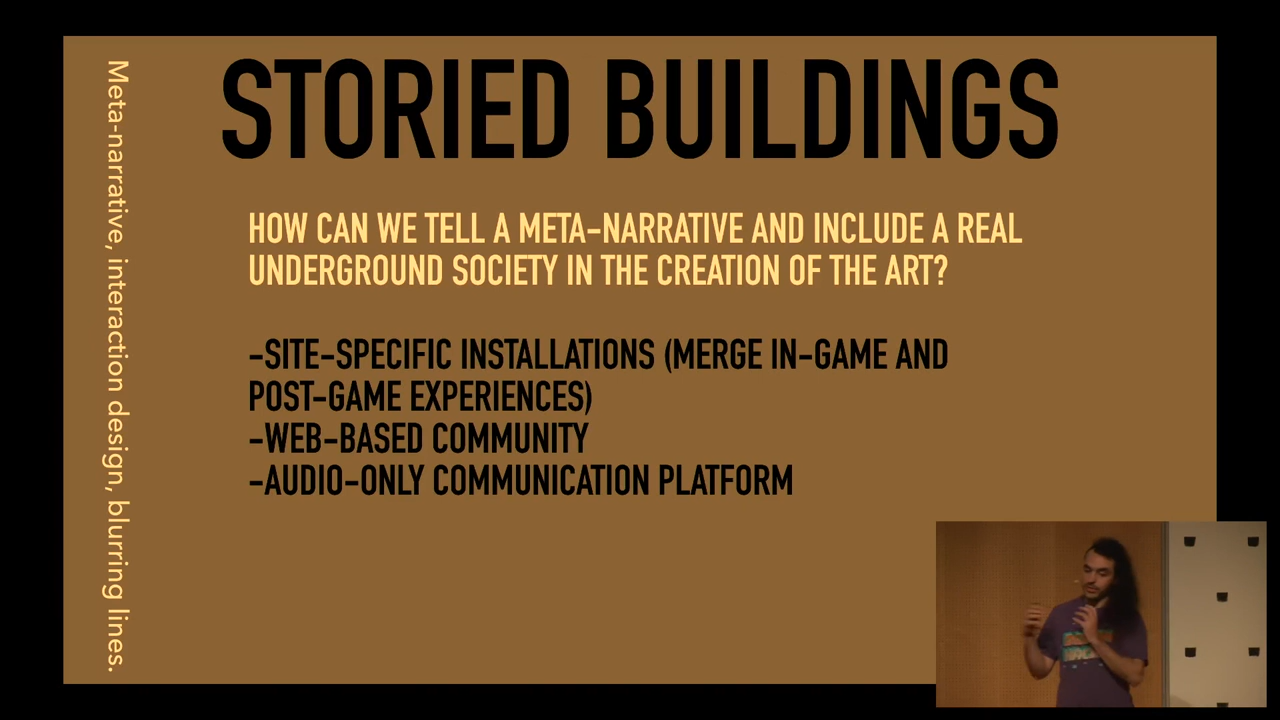 STORIED BUILDINGS
Meta-narrative, interaction design, blurring lines.
HOW CAN WE TELL A META-NARRATIVE AND INCLUDE A REAL
UNDERGROUND SOCIETY IN THE CREATION OF THE ART?
-SITE-SPECIFIC INSTALLATIONS (MERGE IN-GAME AND
POST-GAME EXPERIENCES)
-WEB-BASED COMMUNITY
-AUDIO-ONLY COMMUNICATION PLATFORM